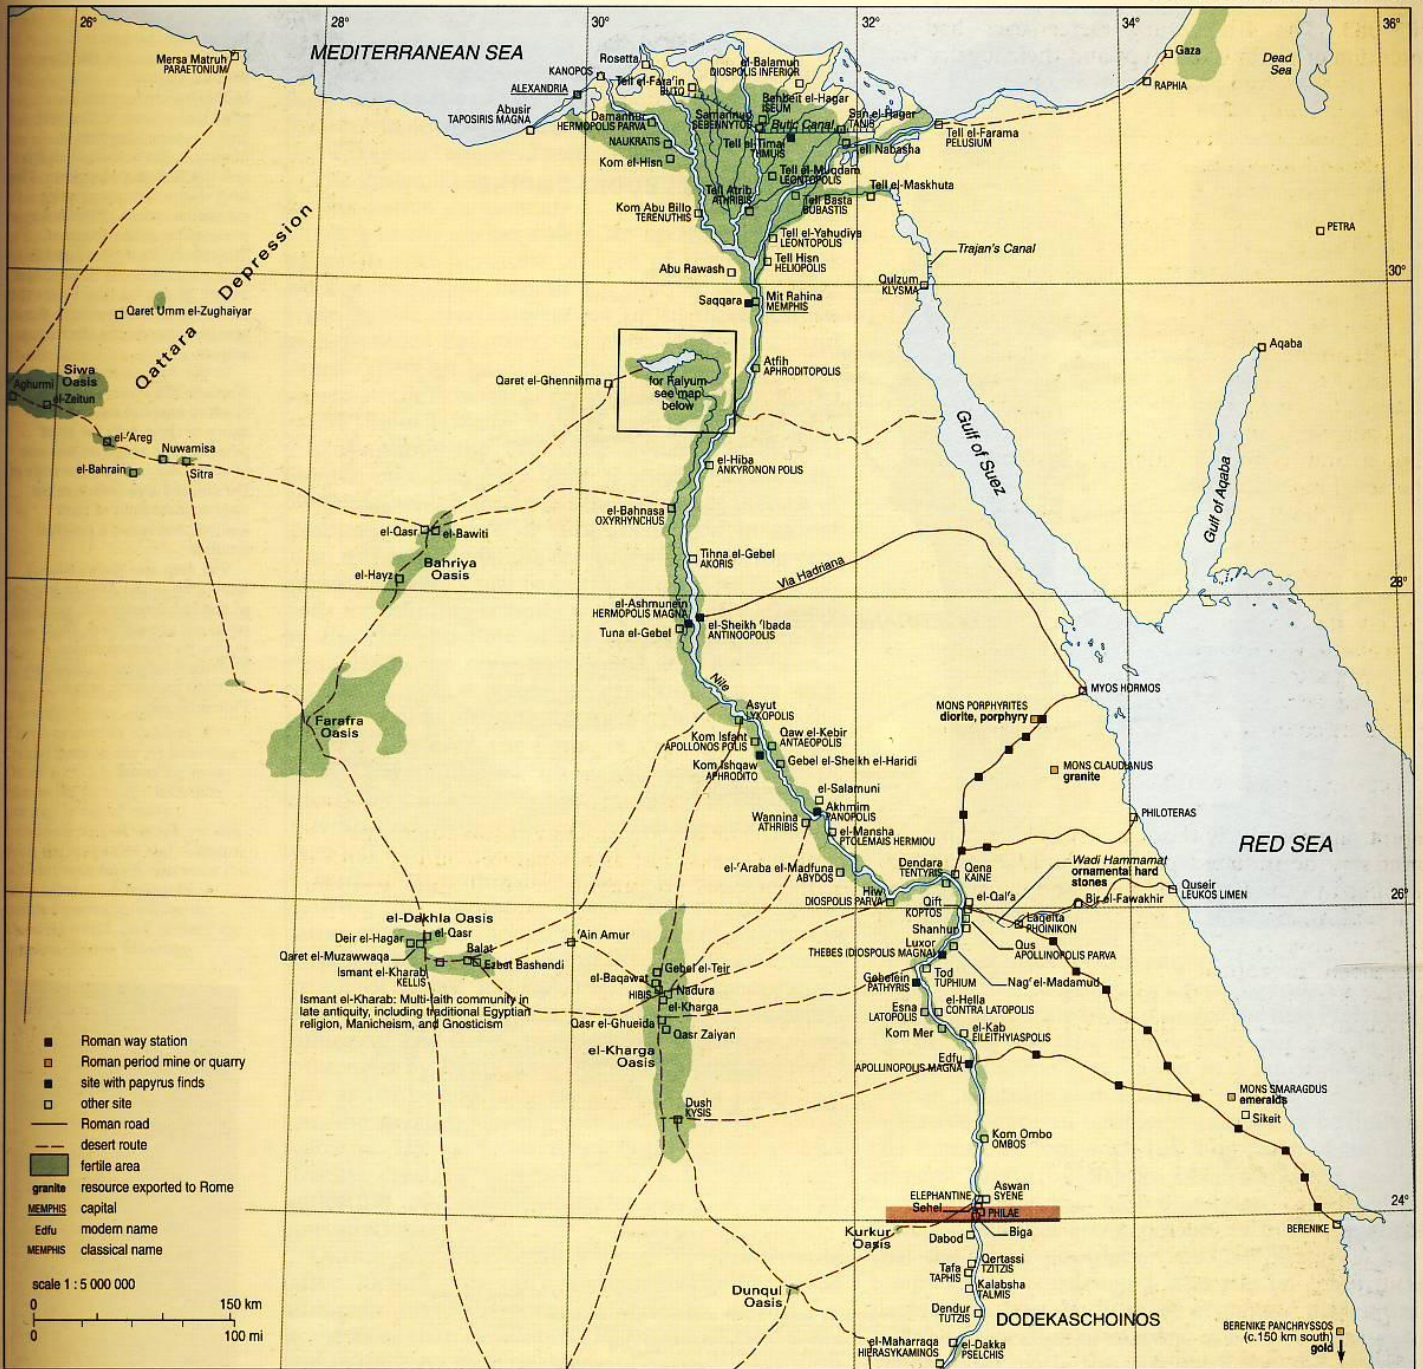 26°
28°
30°
32°
34°
36°
MEDITERRANEAN SEA
Mersa Matruh
PARAETONIUM
Rosetta
KANOPOS
ALEXANDRIA
Abusir
TAPOSIRIS MAGNA
Tell el-Fara'in
BUTO
el-Balamun
DIOSPOLIS INFERIOR
Behbeit el-Hagar
ISEUM
Damanhur
HERMOPOLIS PARVA
Samannud
SEBENNYTOS
Butic Canal
San el-Hagar
TANIS
NAUKRATIS
Kom el-Hisn
Tell el-Timai
THMUIS
Tell Nabasha
Tell el-Farama
PELUSIUM
Gaza
RAPHIA
Dead
Sea
Tell el-Muqdam
LEONTOPOLIS
Tell el-Maskhuta
Tell Atrib
ATHRIBIS
Tell Basta
BUBASTIS
Kom Abu Billo
TERENUTHIS
Tell el-Yahudiya
LEONTOPOLIS
Trajan's Canal
PETRA
Tell Hisn
HELIOPOLIS
Abu Rawash
Qulzum
KLYSMA
30°
Saqqara
Mit Rahina
MEMPHIS
Qattara Depression
Qaret Umm el-Zughaiyar
Siwa
Oasis
Aghurmi
el-Zeitun
Qaret el-Ghennihma
for Faiyum
see map
below
Atfih
APHRODITOPOLIS
Aqaba
Gulf of Suez
Gulf of Aqaba
el-'Areg
el-Bahrain
Nuwamisa
Sitra
el-Hiba
ANKYRONON POLIS
el-Bahnasa
OXYRHYNCHUS
el-Qasr
el-Bawiti
Bahriya
Oasis
el-Hayz
Tihna el-Gebel
AKORIS
Via Hadriana
28°
el-Ashmunein
HERMOPOLIS MAGNA
Tuna el-Gebel
el-Sheikh 'Ibada
ANTINOOPOLIS
Nile
MYOS HORMOS
MONS PORPHYRITES
diorite, porphyry
Asyut
LYKOPOLIS
Farafra
Oasis
Kom Isfaht
APOLLONOS POLIS
Qaw el-Kebir
ANTAEOPOLIS
Kom Ishqaw
APHRODITO
Gebel el-Sheikh el-Haridi
MONS CLAUDIANUS
granite
el-Salamuni
Akhmim
PANOPOLIS
Wannina
ATHRIBIS
el-Mansha
PTOLEMAIS HERMIOU
PHILOTERAS
RED SEA
el-'Araba el-Madfuna
ABYDOS
Dendara
TENTYRIS
Qena
KAINE
Wadi Hammamat
ornamental hard
stones
Quseir
LEUKOS LIMEN
26°
Hiw
DIOSPOLIS PARVA
Qift
KOPTOS
el-Qal'a
Bir el-Fawakhir
Laqeita
PHOINIKON
Shanhur
Qus
APOLLINOPOLIS PARVA
Luxor
THEBES (DIOSPOLIS MAGNA)
Nag' el-Madamud
el-Dakhla Oasis
Deir el-Hagar
el-Qasr
Qaret el-Muzawwaqa
Balat
Ezbet Bashendi
Ismant el-Kharab
KELLIS
'Ain Amur
Gebel el-Teir
el-Baqawat
HIBIS
Nadura
el-Kharga
Qasr el-Ghueida
Qasr Zaiyan
el-Kharga
Oasis
Tod
TUPHIUM
Gebelein
PATHYRIS
Esna
LATOPOLIS
el-Hella
CONTRA LATOPOLIS
Kom Mer
el-Kab
EILEITHYIASPOLIS
Ismant el-Kharab: Multi-faith community in
late antiquity, including traditional Egyptian
religion, Manicheism, and Gnosticism
Edfu
APOLLINOPOLIS MAGNA
Dush
KYSIS
MONS SMARAGDUS
emeralds
Sikeit
Kom Ombo
OMBOS
Aswan
SYENE
ELEPHANTINE
Sehel
PHILAE
Biga
24°
BERENIKE
Kurkur
Oasis
Dabod
Qertassi
TZITZIS
Tafa
TAPHIS
Kalabsha
TALMIS
Dunqul
Oasis
Dendur
TUTZIS
DODEKASCHOINOS
el-Maharraqa
HIERASYKAMINOS
el-Dakka
PSELCHIS
BERENIKE PANCHRYSSOS
(c.150 km south)
gold
Roman way station
Roman period mine or quarry
site with papyrus finds
other site
Roman road
desert route
fertile area
granite resource exported to Rome
MEMPHIS capital
Edfu modern name
MEMPHIS classical name
scale 1 : 5 000 000
0 150 km
0 100 mi